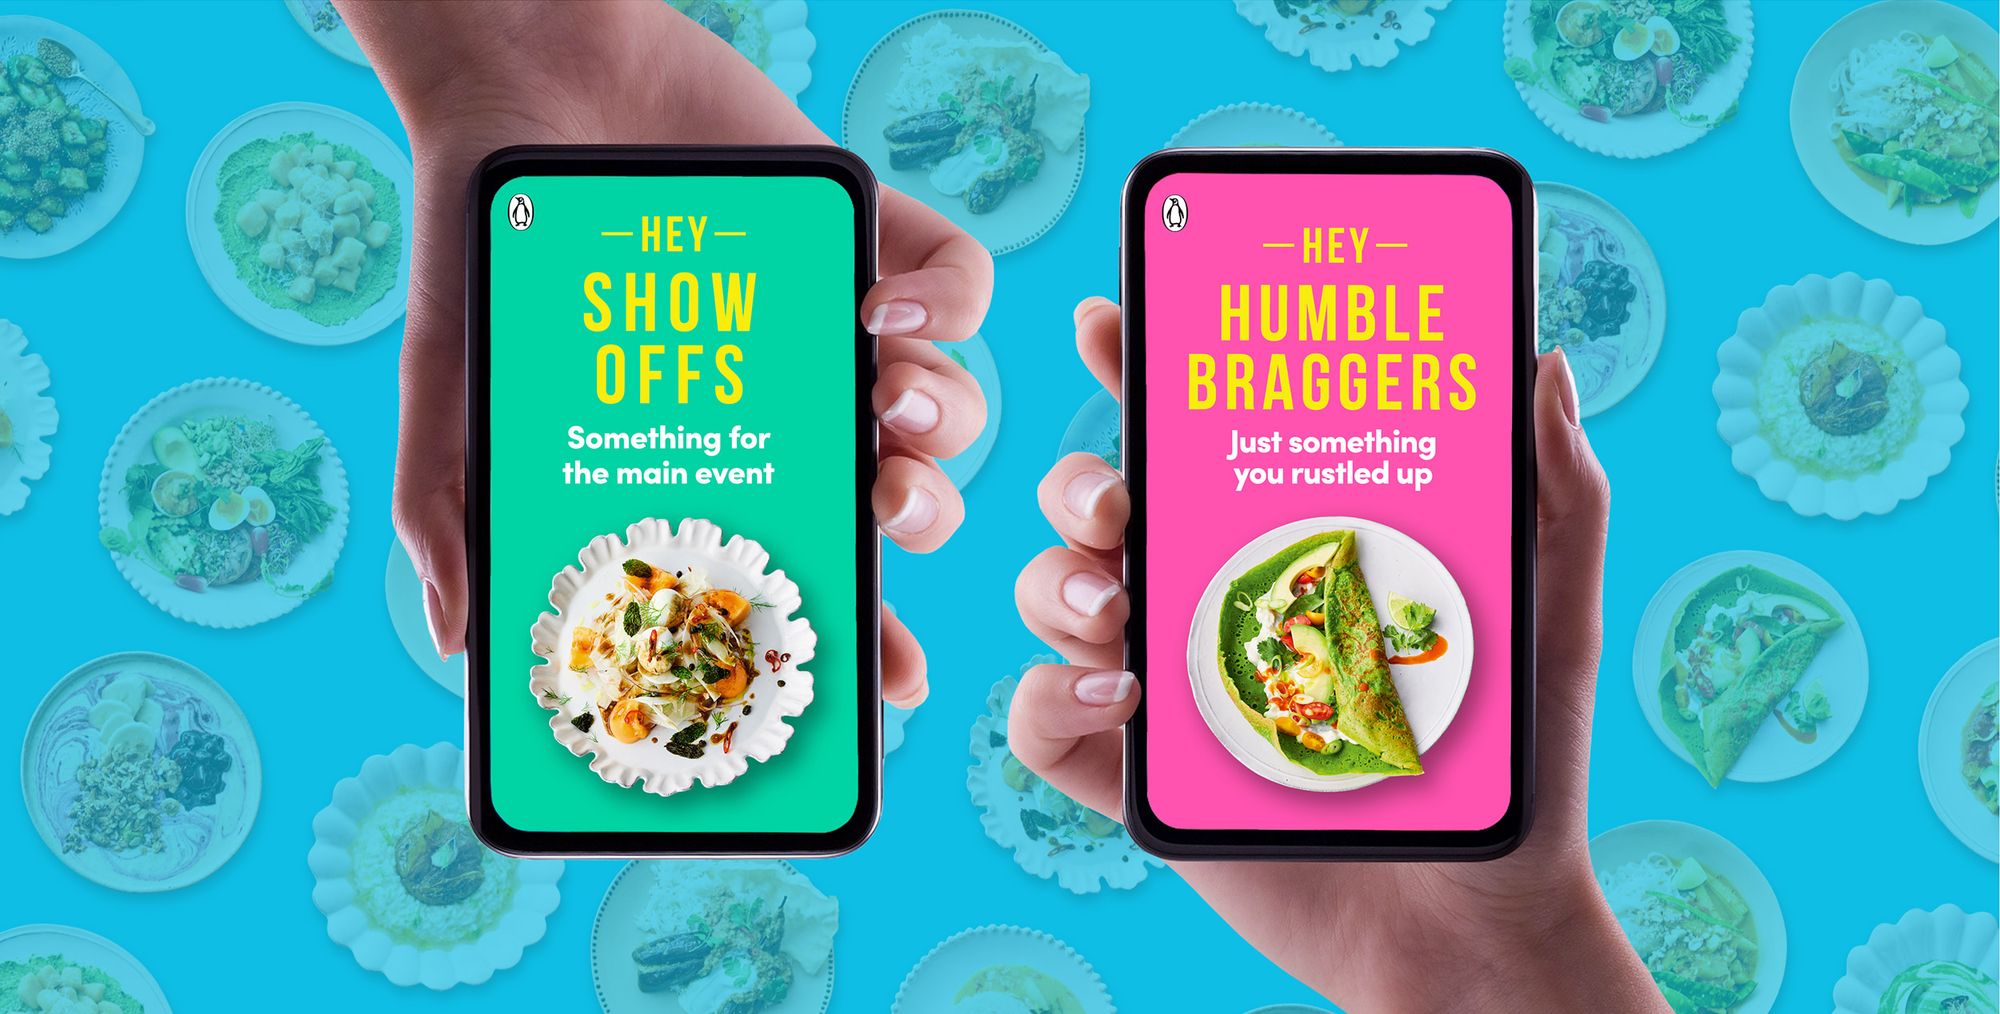 —HEY—
SHOW
OFFS
Something for
the main event
—HEY—
HUMBLE
BRAGGERS
Just something
you rustled up